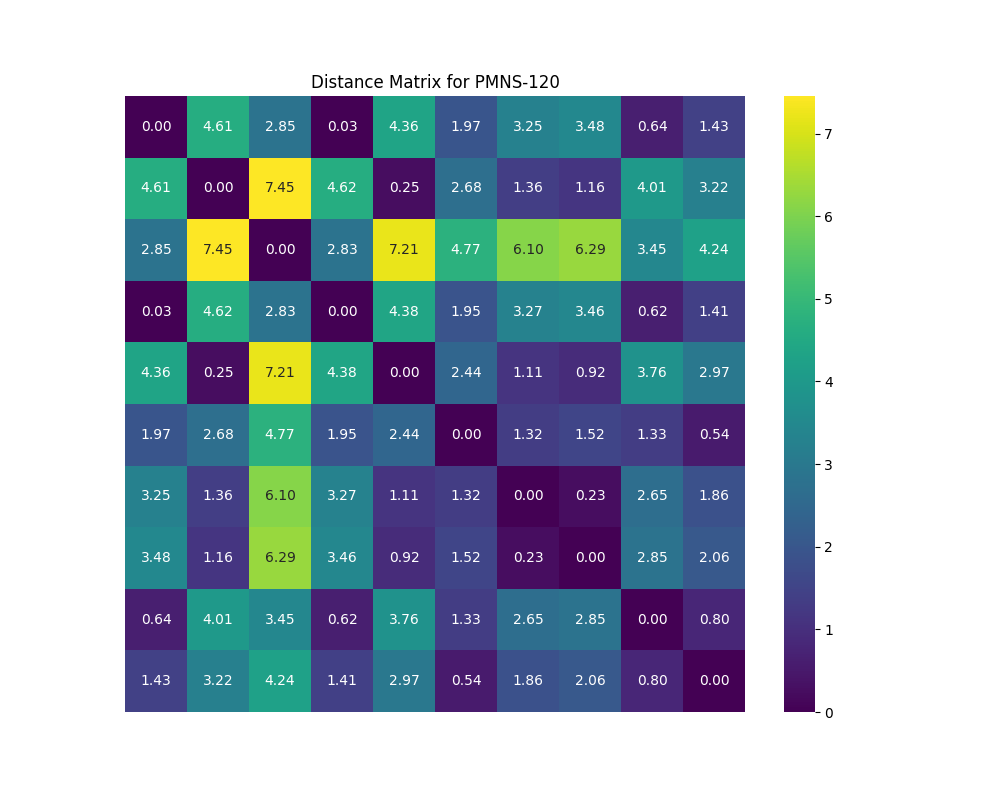 Distance Matrix for PMNS-120
0.00 4.61 2.85 0.03 4.36 1.97 3.25 3.48 0.64 1.43
4.61 0.00 7.45 4.62 0.25 2.68 1.36 1.16 4.01 3.22
2.85 7.45 0.00 2.83 7.21 4.77 6.10 6.29 3.45 4.24
0.03 4.62 2.83 0.00 4.38 1.95 3.27 3.46 0.62 1.41
4.36 0.25 7.21 4.38 0.00 2.44 1.11 0.92 3.76 2.97
1.97 2.68 4.77 1.95 2.44 0.00 1.32 1.52 1.33 0.54
3.25 1.36 6.10 3.27 1.11 1.32 0.00 0.23 2.65 1.86
3.48 1.16 6.29 3.46 0.92 1.52 0.23 0.00 2.85 2.06
0.64 4.01 3.45 0.62 3.76 1.33 2.65 2.85 0.00 0.80
1.43 3.22 4.24 1.41 2.97 0.54 1.86 2.06 0.80 0.00
7
6
5
4
3
2
1
0